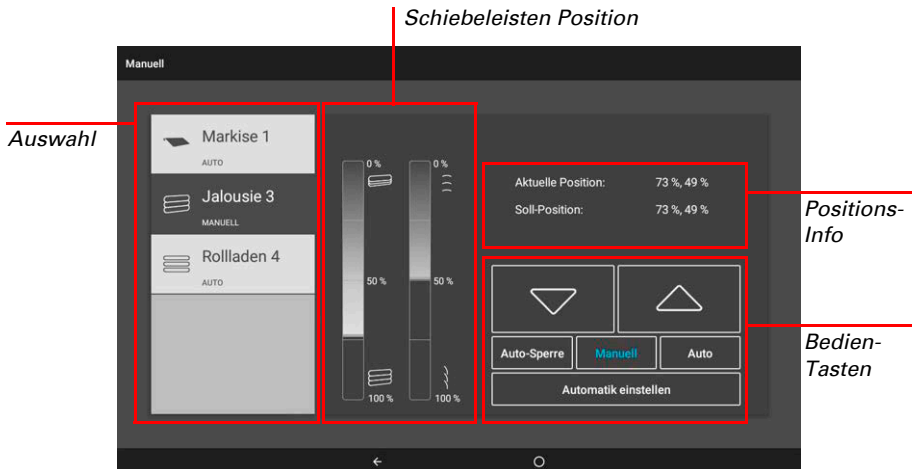 Schiebeleisten Position
Manuell
Auswahl
Markise 1
AUTO
Jalousie 3
MANUELL
Rollladen 4
AUTO
0 %
0 %
50 %
50 %
100 %
100 %
Aktuelle Position: 73 %, 49 %
Soll-Position: 73 %, 49 %
Positions-
Info
Auto-Sperre
Manuell
Auto
Automatik einstellen
Bedien-
Tasten